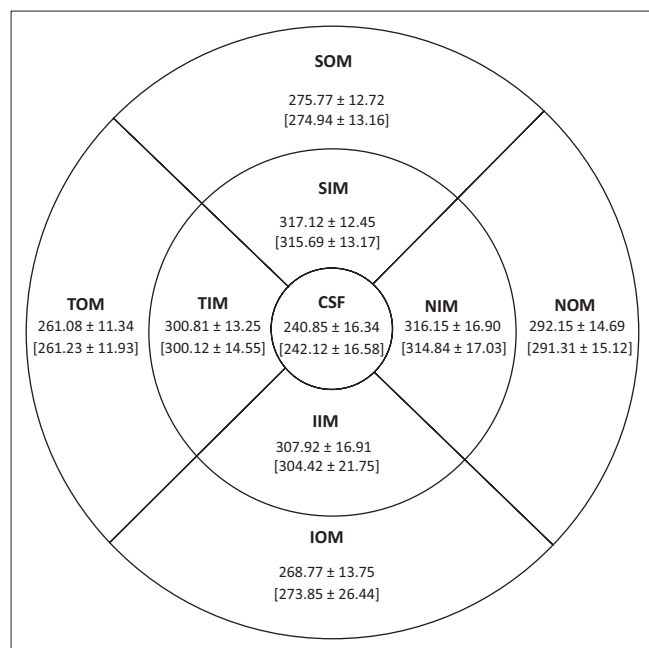 SOM
275.77 ± 12.72
[274.94 ± 13.16]
SIM
317.12 ± 12.45
[315.69 ± 13.17]
TOM
261.08 ± 11.34
[261.23 ± 11.93]
TIM
300.81 ± 13.25
[300.12 ± 14.55]
CSF
240.85 ± 16.34
[242.12 ± 16.58]
NIM
316.15 ± 16.90
[314.84 ± 17.03]
NOM
292.15 ± 14.69
[291.31 ± 15.12]
IIM
307.92 ± 16.91
[304.42 ± 21.75]
IOM
268.77 ± 13.75
[273.85 ± 26.44]